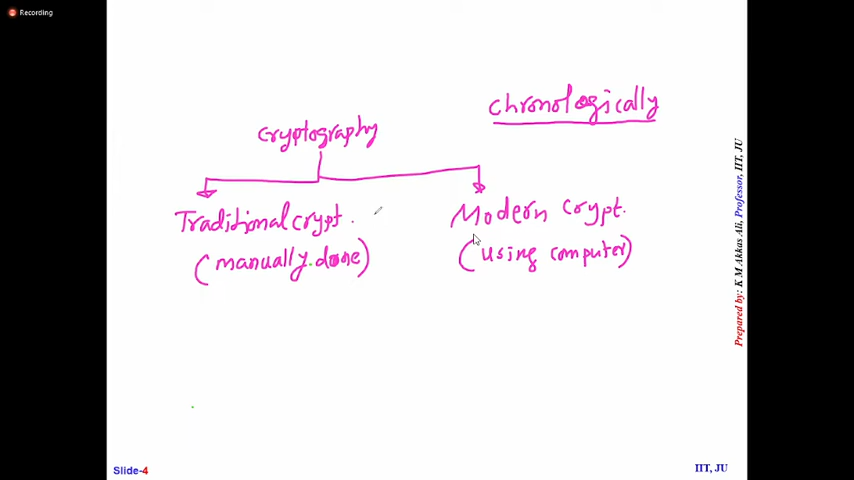 Recording
chronologically
cryptography
Traditional crypt.
Modern crypt.
(manually done)
(using computer)
Prepared by: K M Akkas Ali, Professor, IIT, JU
Slide-4
IIT, JU